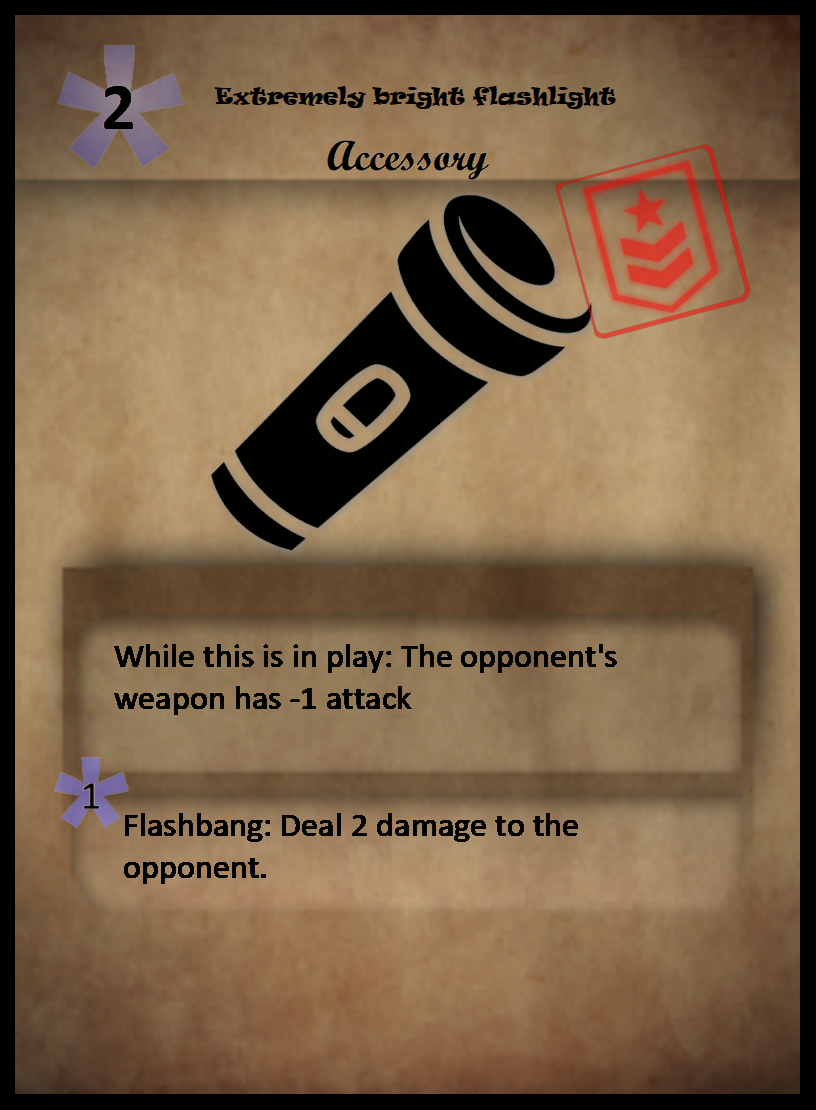 2
Extremely bright flashlight
Accessory
While this is in play: The opponent's
weapon has -1 attack
1
Flashbang: Deal 2 damage to the
opponent.